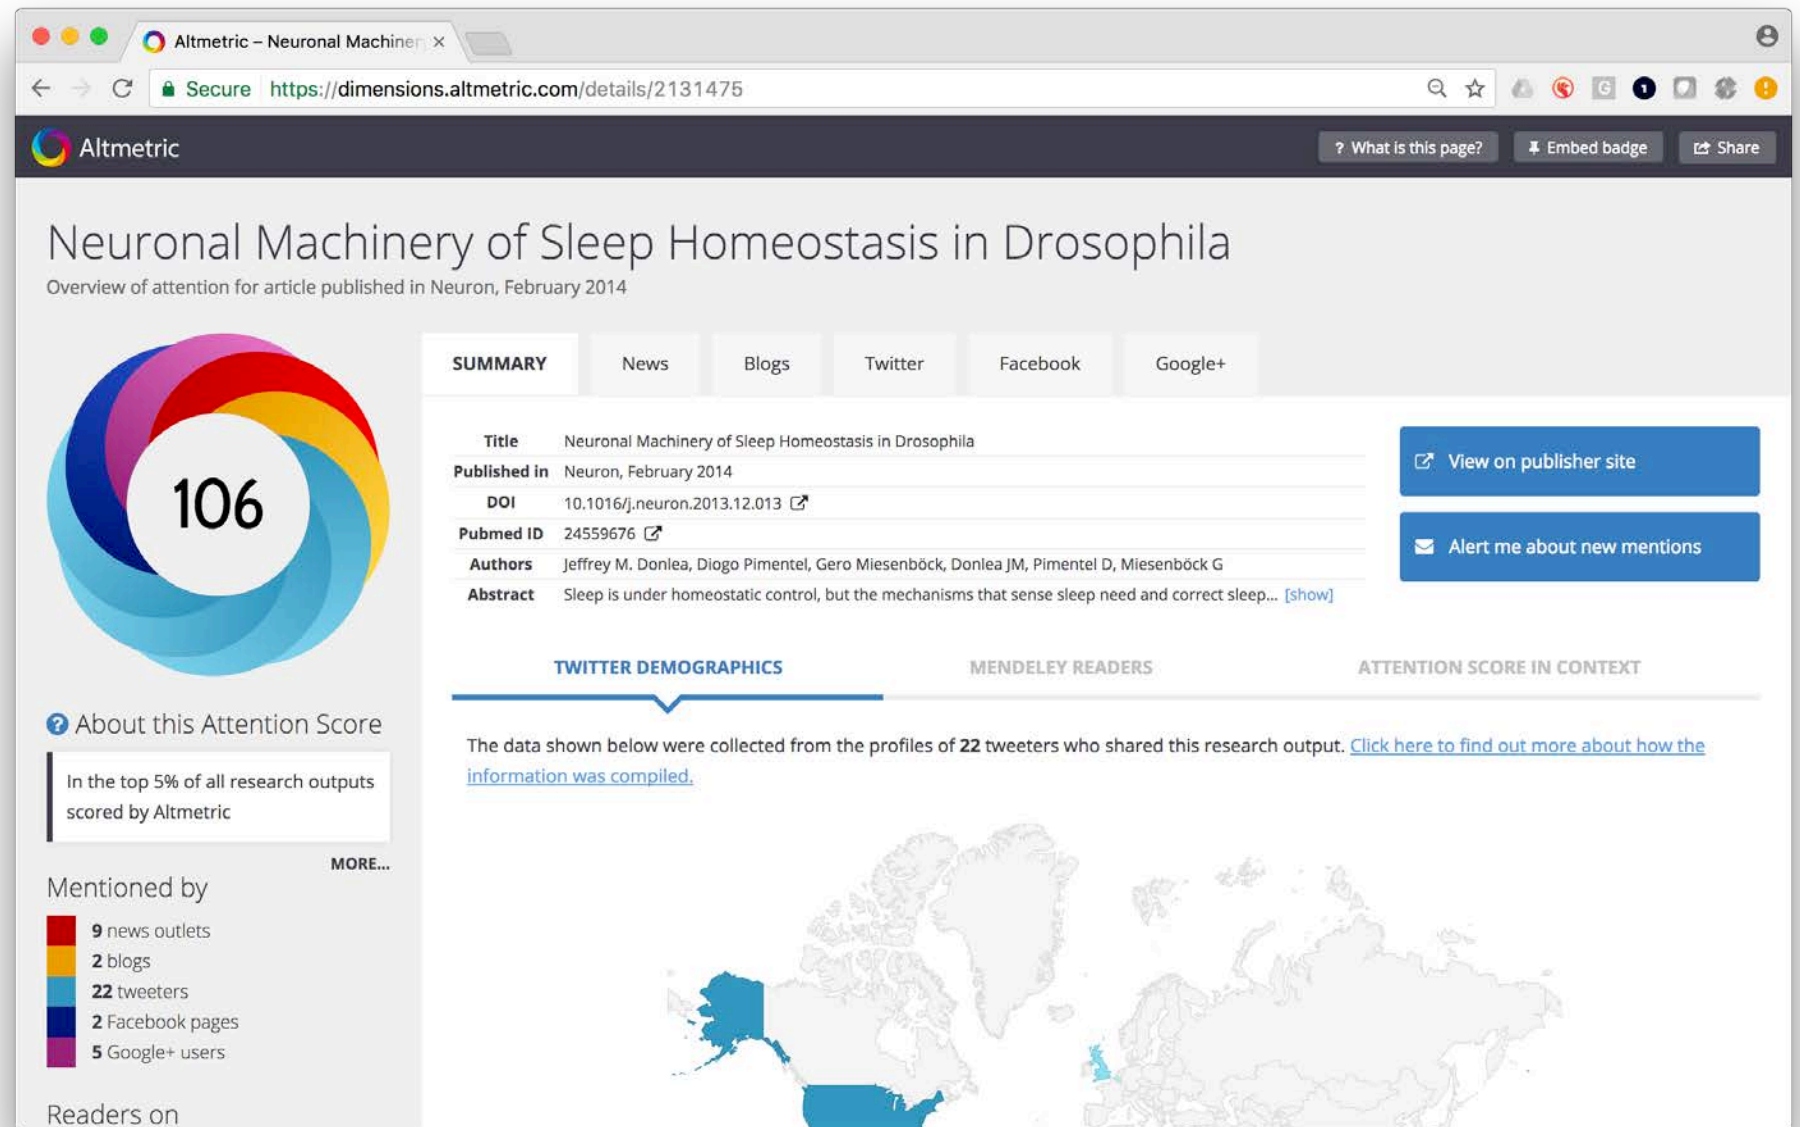 Altmetric – Neuronal Machiner
Secure https://dimensions.altmetric.com/details/2131475
Altmetric
? What is this page?
Embed badge
Share
Neuronal Machinery of Sleep Homeostasis in Drosophila
Overview of attention for article published in Neuron, February 2014
106
SUMMARY News Blogs Twitter Facebook Google+
Title Neuronal Machinery of Sleep Homeostasis in Drosophila
Published in Neuron, February 2014
DOI 10.1016/j.neuron.2013.12.013
Pubmed ID 24559676
Authors Jeffrey M. Donlea, Diogo Pimentel, Gero Miesenböck, Donlea JM, Pimentel D, Miesenböck G
Abstract Sleep is under homeostatic control, but the mechanisms that sense sleep need and correct sleep... [show]
View on publisher site
Alert me about new mentions
TWITTER DEMOGRAPHICS MENDELEY READERS ATTENTION SCORE IN CONTEXT
The data shown below were collected from the profiles of 22 tweeters who shared this research output. Click here to find out more about how the
information was compiled.
? About this Attention Score
In the top 5% of all research outputs
scored by Altmetric
MORE...
Mentioned by
9 news outlets
2 blogs
22 tweeters
2 Facebook pages
5 Google+ users
Readers on